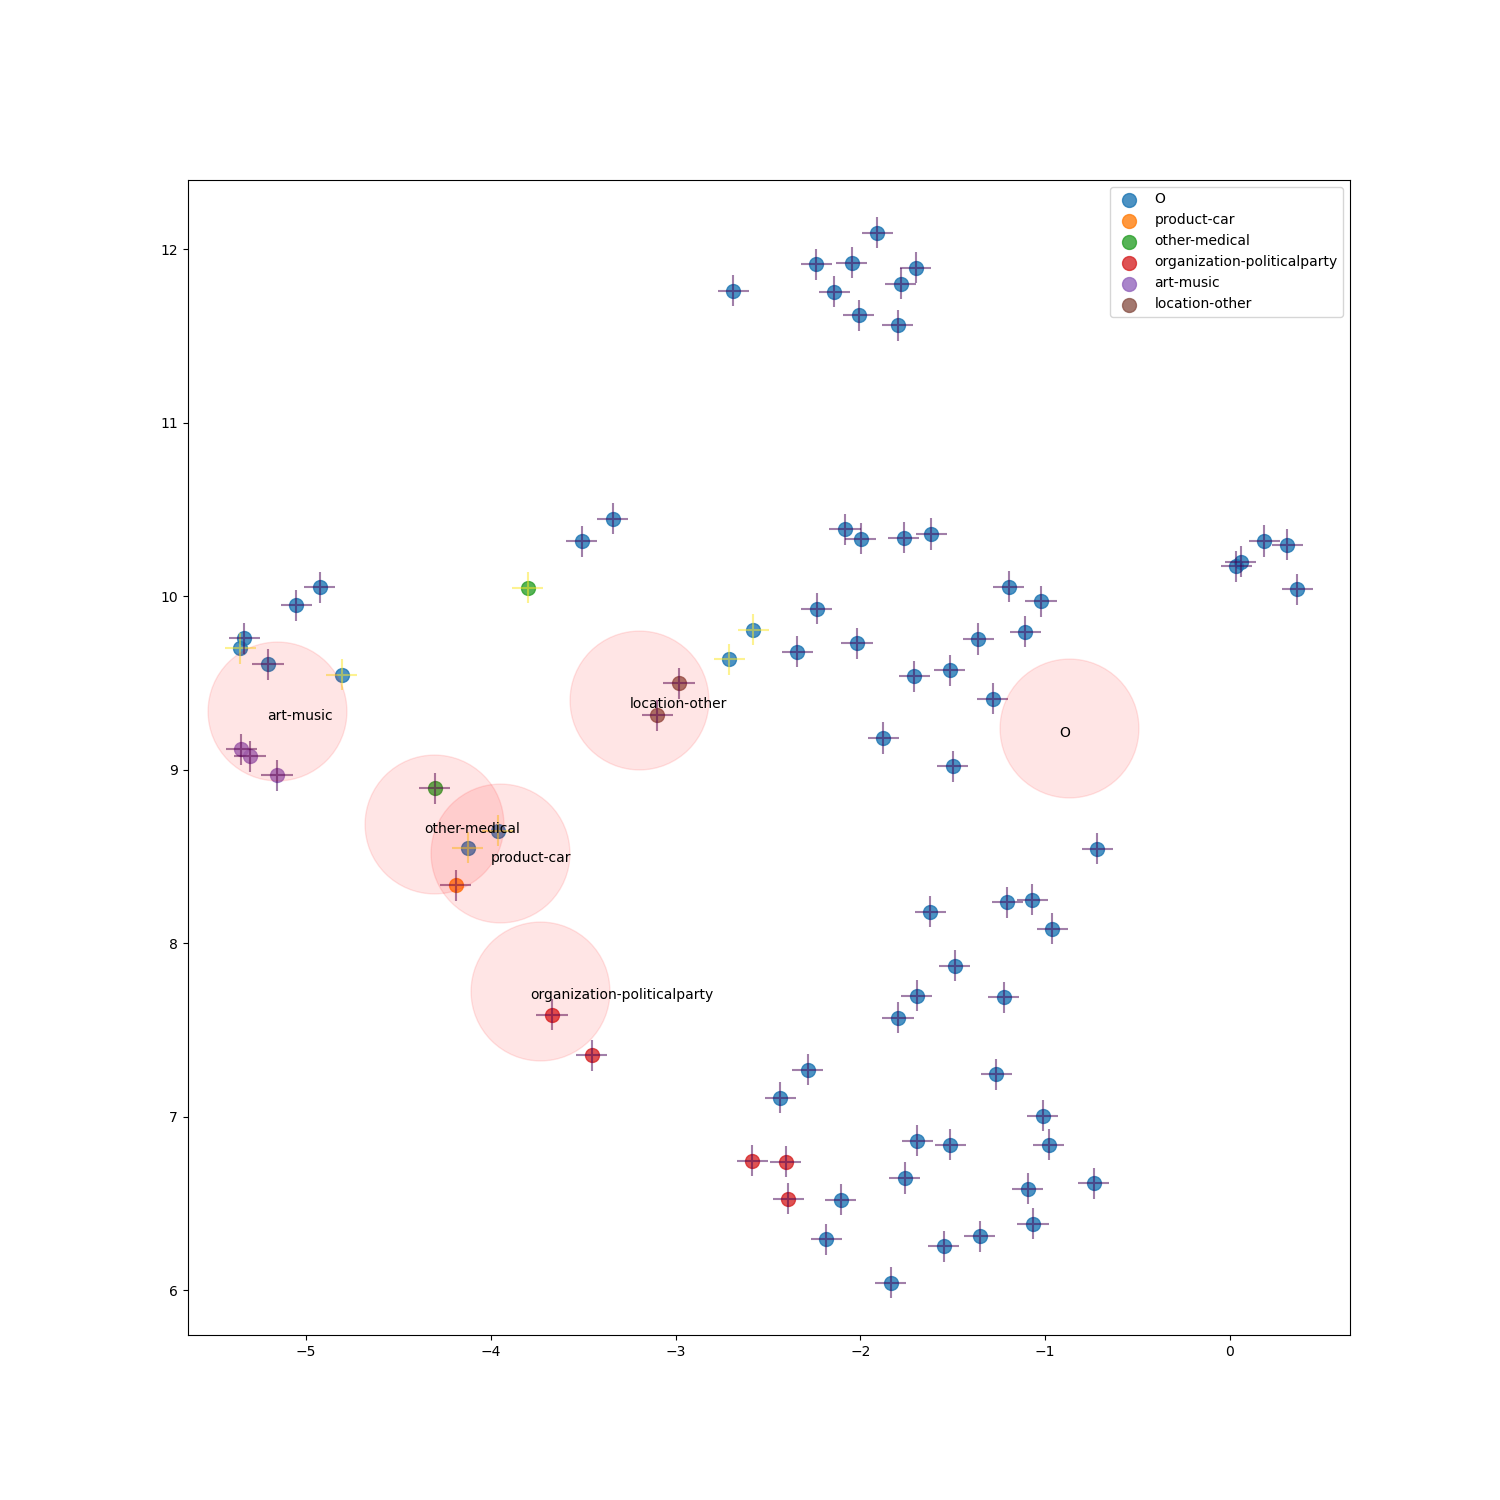 O
product-car
other-medical
organization-politicalparty
art-music
location-other
12
11
10
9
8
7
6
location-other
art-music
O
other-medical
product-car
organization-politicalparty
−5
−4
−3
−2
−1
0